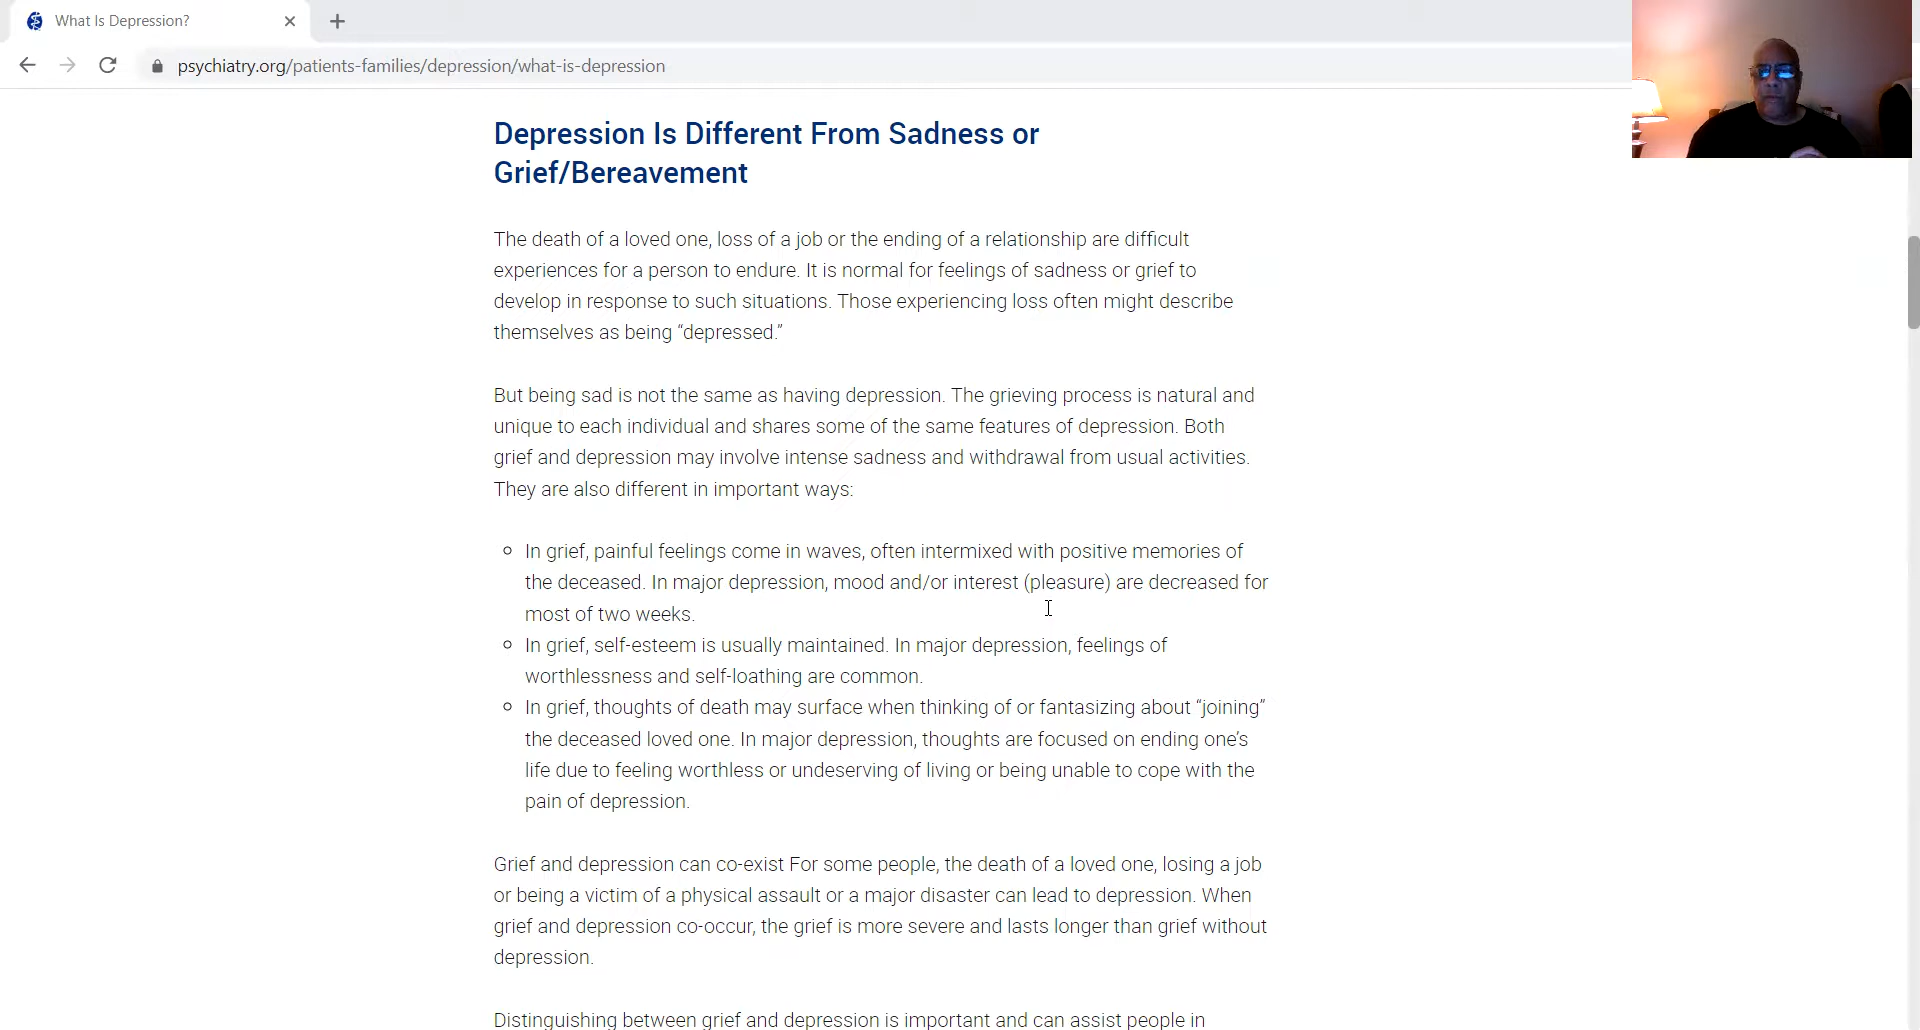 What Is Depression?
psychiatry.org/patients-families/depression/what-is-depression
Depression Is Different From Sadness or
Grief/Bereavement
The death of a loved one, loss of a job or the ending of a relationship are difficult
experiences for a person to endure. It is normal for feelings of sadness or grief to
develop in response to such situations. Those experiencing loss often might describe
themselves as being “depressed.”
But being sad is not the same as having depression. The grieving process is natural and
unique to each individual and shares some of the same features of depression. Both
grief and depression may involve intense sadness and withdrawal from usual activities.
They are also different in important ways:
In grief, painful feelings come in waves, often intermixed with positive memories of
the deceased. In major depression, mood and/or interest (pleasure) are decreased for
most of two weeks.
In grief, self-esteem is usually maintained. In major depression, feelings of
worthlessness and self-loathing are common.
In grief, thoughts of death may surface when thinking of or fantasizing about “joining”
the deceased loved one. In major depression, thoughts are focused on ending one’s
life due to feeling worthless or undeserving of living or being unable to cope with the
pain of depression.
Grief and depression can co-exist For some people, the death of a loved one, losing a job
or being a victim of a physical assault or a major disaster can lead to depression. When
grief and depression co-occur, the grief is more severe and lasts longer than grief without
depression.
Distinguishing between grief and depression is important and can assist people in